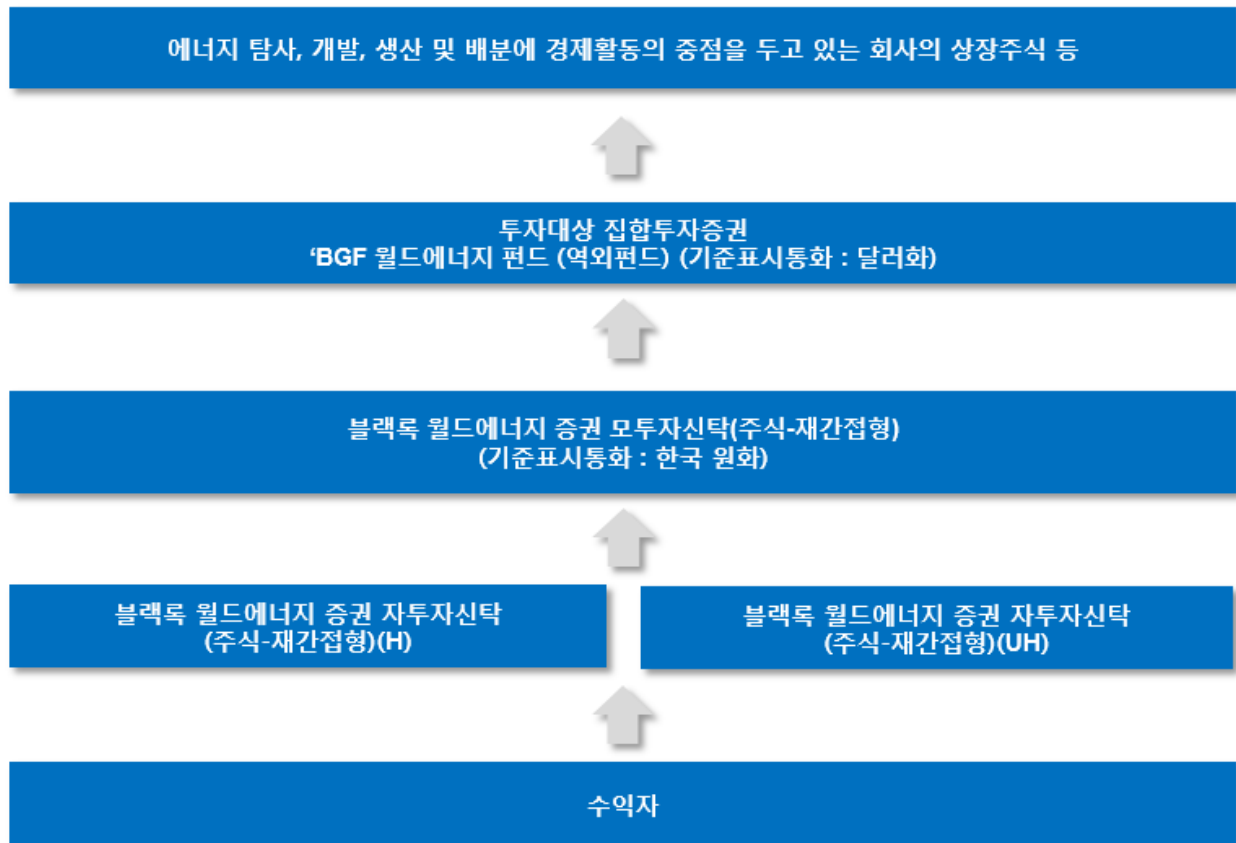 에너지 탐사, 개발, 생산 및 배분에 경제활동의 중점을 두고 있는 회사의 상장주식 등
투자대상 집합투자증권
‘BGF 월드에너지 펀드 (역외펀드) (기준표시통화 : 달러화)
블랙록 월드에너지 증권 모투자신탁(주식-재간접형)
(기준표시통화 : 한국 원화)
블랙록 월드에너지 증권 자투자신탁
(주식-재간접형)(H)
블랙록 월드에너지 증권 자투자신탁
(주식-재간접형)(UH)
수익자